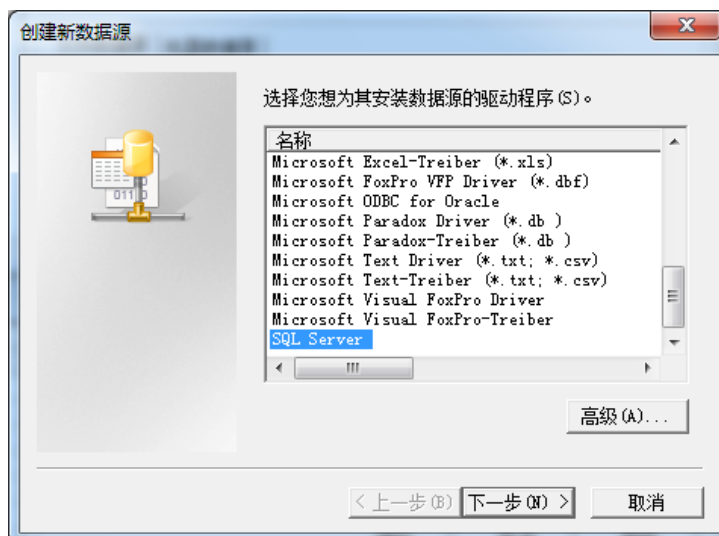 创建新数据源
选择您想为其安装数据源的驱动程序(S)。
名称
Microsoft Excel-Treiber (*.xls)
Microsoft FoxPro VFP Driver (*.dbf)
Microsoft ODBC for Oracle
Microsoft Paradox Driver (*.db )
Microsoft Paradox-Treiber (*.db )
Microsoft Text Driver (*.txt; *.csv)
Microsoft Text-Treiber (*.txt; *.csv)
Microsoft Visual FoxPro Driver
Microsoft Visual FoxPro-Treiber
SQL Server
高级(A)...
< 上一步(B) 下一步(N) > 取消